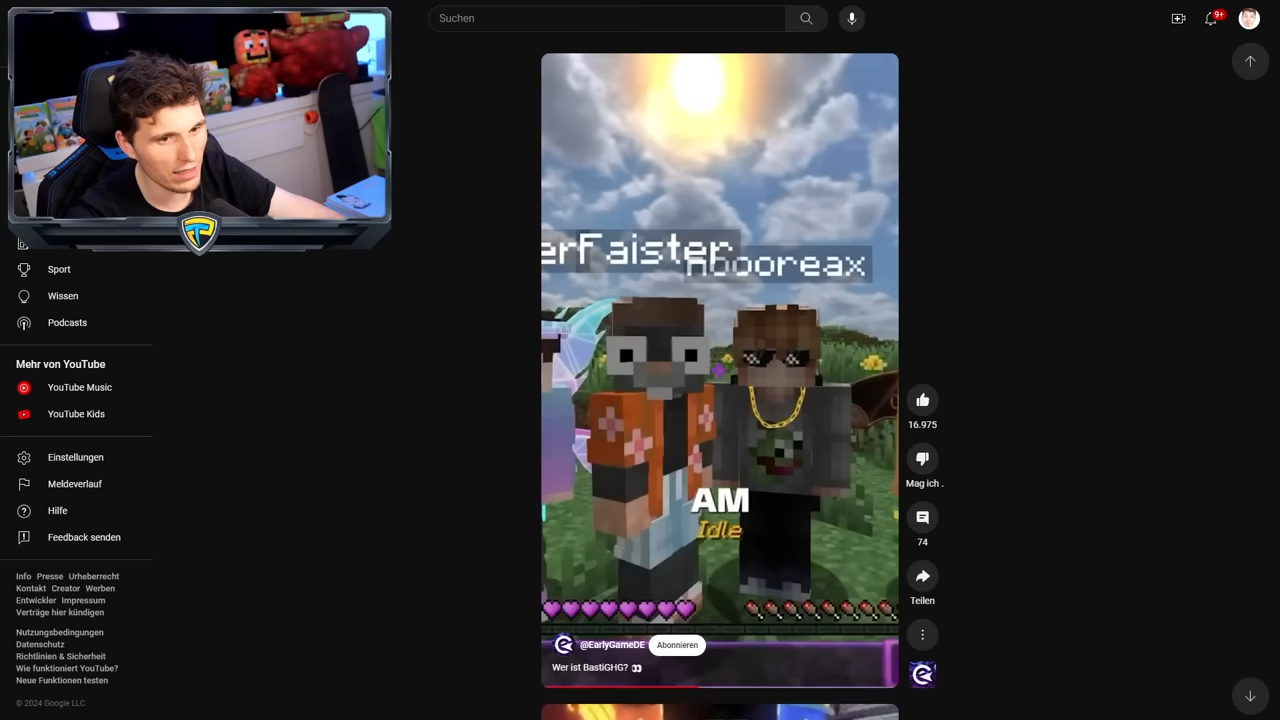 Suchen
9+
Sport
Wissen
Podcasts
Mehr von YouTube
YouTube Music
YouTube Kids
Einstellungen
Meldeverlauf
Hilfe
Feedback senden
Info Presse Urheberrecht
Kontakt Creator Werben
Entwickler Impressum
Verträge hier kündigen
Nutzungsbedingungen
Datenschutz
Richtlinien & Sicherheit
Wie funktioniert YouTube?
Neue Funktionen testen
© 2024 Google LLC
erFaister
noooreax
AM
Idle
@EarlyGameDE Abonnieren
Wer ist BastiGHG?
16.975
Mag ich .
74
Teilen